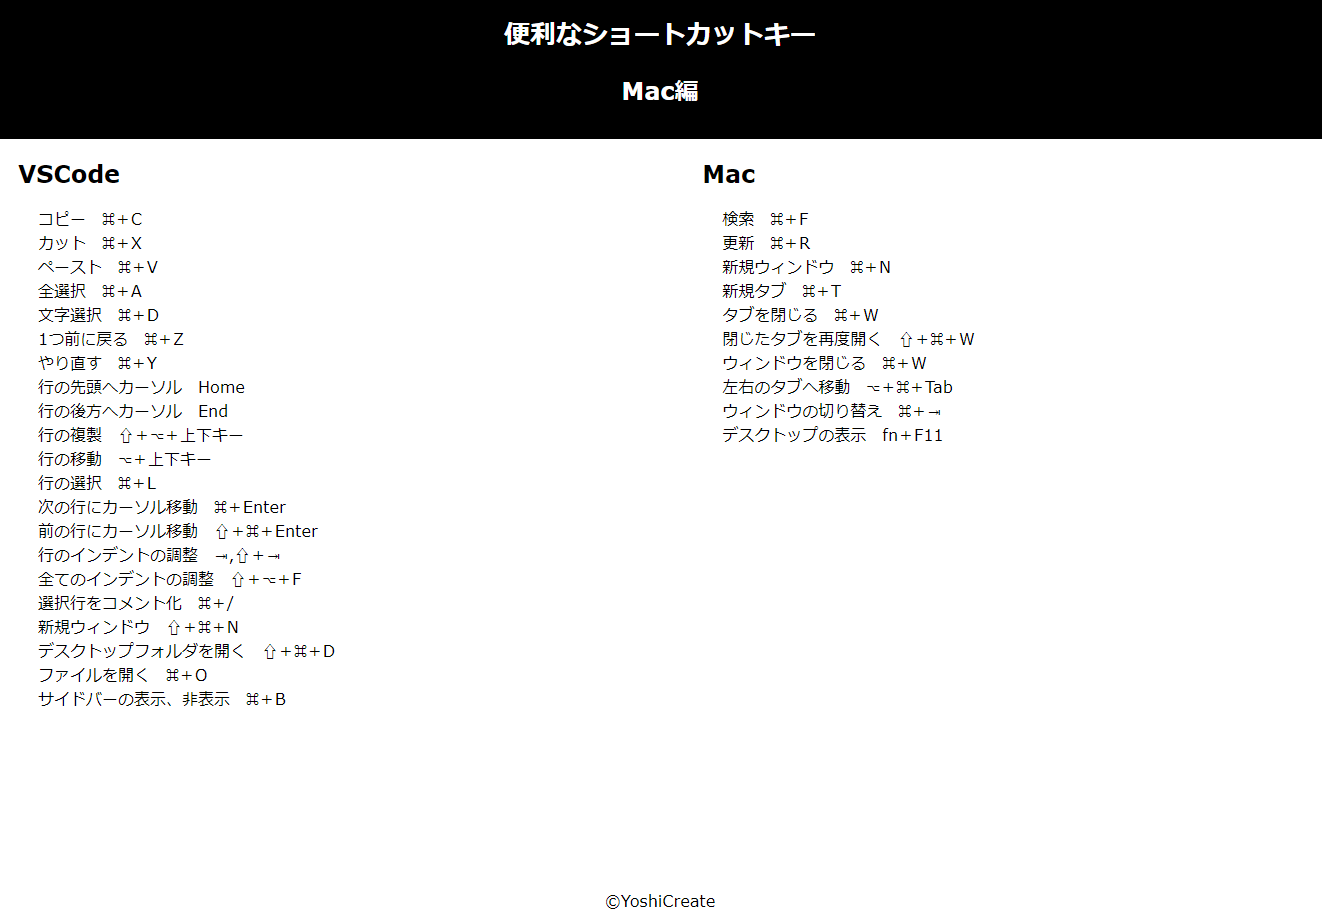 便利なショートカットキー
Mac編
VSCode
コピー　⌘＋C
カット　⌘＋X
ペースト　⌘＋V
全選択　⌘＋A
文字選択　⌘＋D
1つ前に戻る　⌘＋Z
やり直す　⌘＋Y
行の先頭へカーソル　Home
行の後方へカーソル　End
行の複製　⇧＋⌥＋上下キー
行の移動　⌥＋上下キー
行の選択　⌘＋L
次の行にカーソル移動　⌘＋Enter
前の行にカーソル移動　⇧＋⌘＋Enter
行のインデントの調整　⇥,⇧＋⇥
全てのインデントの調整　⇧＋⌥＋F
選択行をコメント化　⌘+/
新規ウィンドウ　⇧＋⌘＋N
デスクトップフォルダを開く　⇧＋⌘＋D
ファイルを開く　⌘＋O
サイドバーの表示、非表示　⌘＋B
Mac
検索　⌘＋F
更新　⌘＋R
新規ウィンドウ　⌘＋N
新規タブ　⌘＋T
タブを閉じる　⌘＋W
閉じたタブを再度開く　⇧＋⌘＋W
ウィンドウを閉じる　⌘＋W
左右のタブへ移動　⌥＋⌘＋Tab
ウィンドウの切り替え　⌘＋⇥
デスクトップの表示　fn＋F11
©YoshiCreate